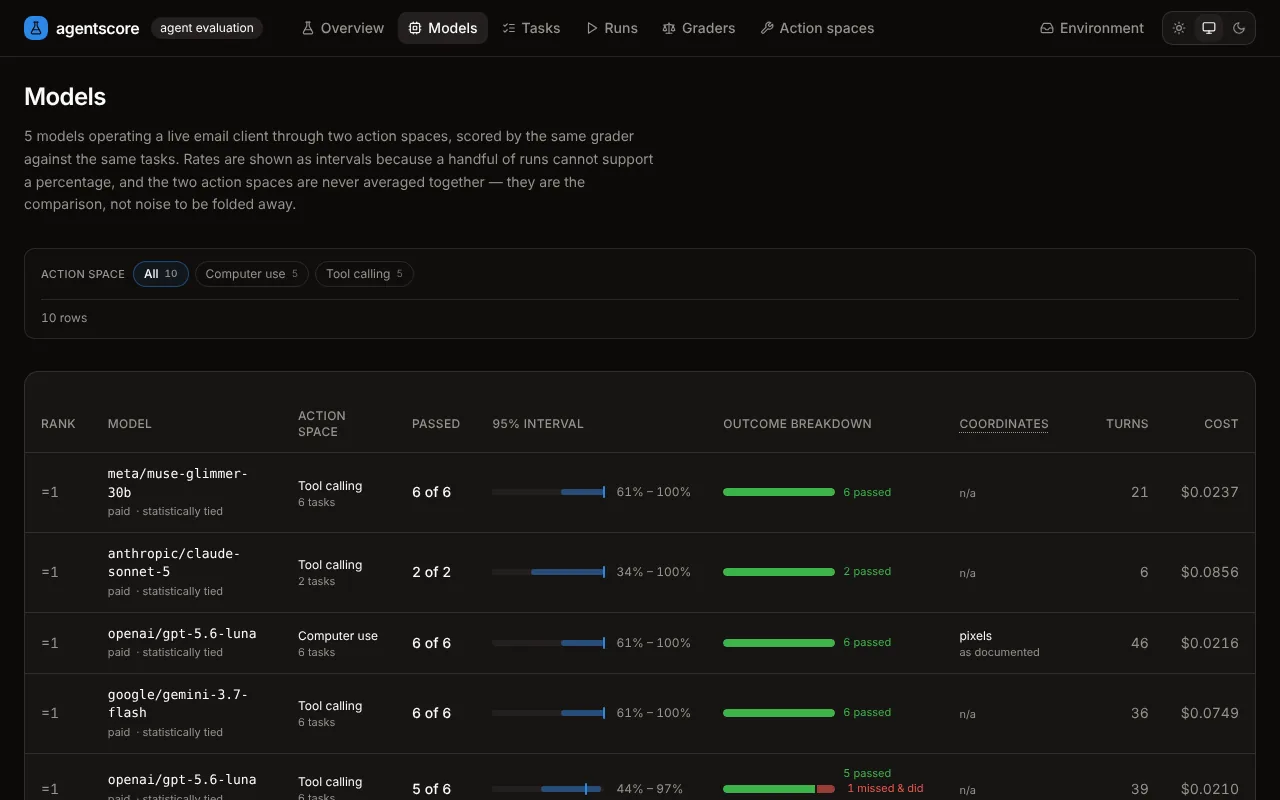 agentscore agent evaluation Overview Models Tasks Runs Graders Action spaces Environment
Models
5 models operating a live email client through two action spaces, scored by the same grader
against the same tasks. Rates are shown as intervals because a handful of runs cannot support
a percentage, and the two action spaces are never averaged together — they are the
comparison, not noise to be folded away.
ACTION SPACE All 10 Computer use 5 Tool calling 5
10 rows
RANK MODEL ACTION SPACE PASSED 95% INTERVAL OUTCOME BREAKDOWN COORDINATES TURNS COST
=1 meta/muse-glimmer-30b paid · statistically tied Tool calling 6 tasks 6 of 6 61% – 100% 6 passed n/a 21 $0.0237
=1 anthropic/claude-sonnet-5 paid · statistically tied Tool calling 2 tasks 2 of 2 34% – 100% 2 passed n/a 6 $0.0856
=1 openai/gpt-5.6-luna paid · statistically tied Computer use 6 tasks 6 of 6 61% – 100% 6 passed pixels as documented 46 $0.0216
=1 google/gemini-3.7-flash paid · statistically tied Tool calling 6 tasks 6 of 6 61% – 100% 6 passed n/a 36 $0.0749
=1 openai/gpt-5.6-luna paid · statistically tied Tool calling 6 tasks 5 of 6 44% – 97% 5 passed 1 missed & did n/a 39 $0.0210